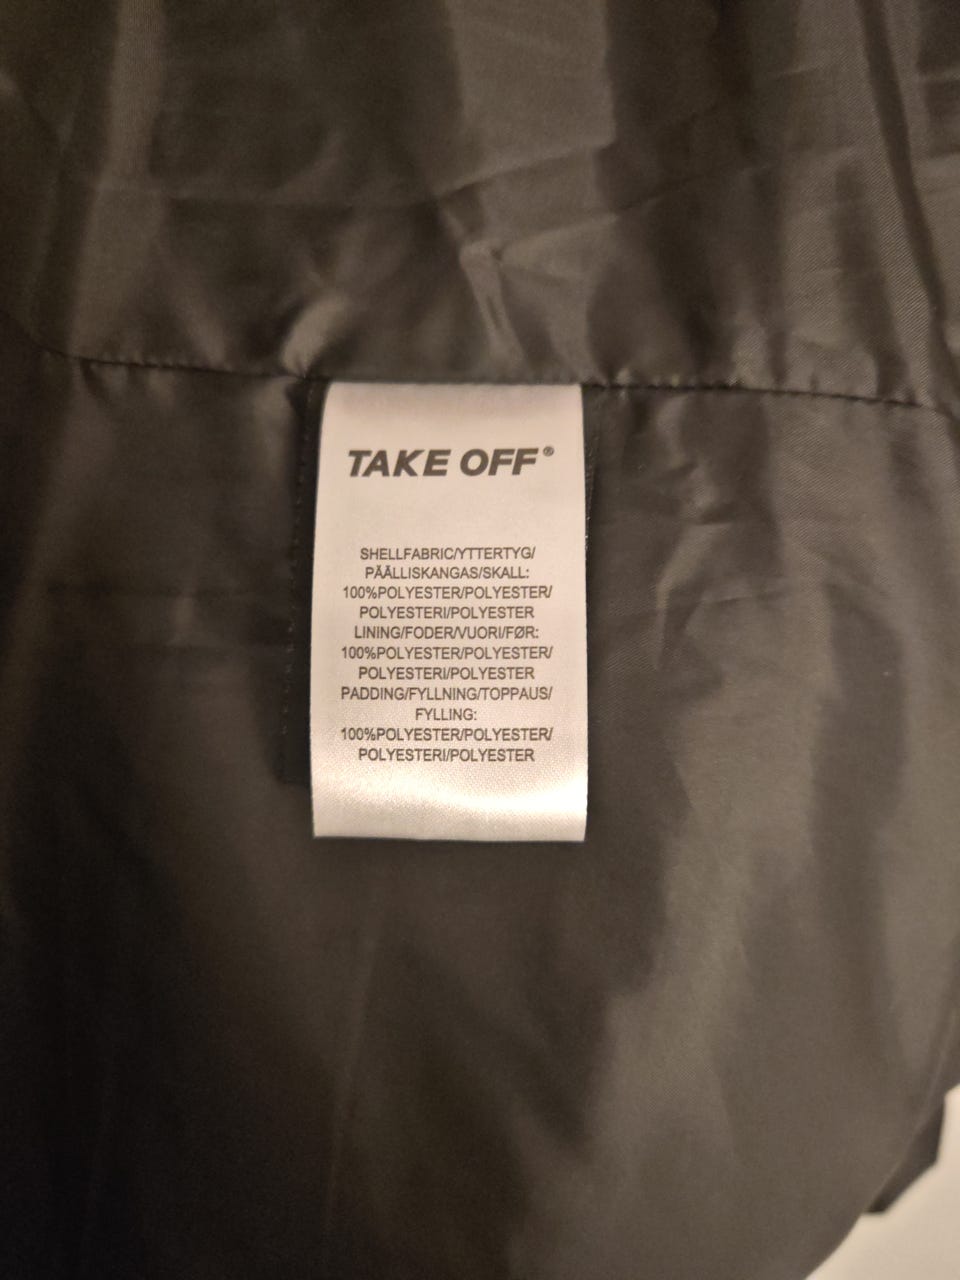 TAKE OFF®
SHELLFABRIC/YTTERTYG/
PÄÄLLISKANGAS/SKALL:
100%POLYESTER/POLYESTER/
POLYESTERI/POLYESTER
LINING/FODER/VUORI/FØR:
100%POLYESTER/POLYESTER/
POLYESTERI/POLYESTER
PADDING/FYLLNING/TOPPAUS/
FYLLING:
100%POLYESTER/POLYESTER/
POLYESTERI/POLYESTER